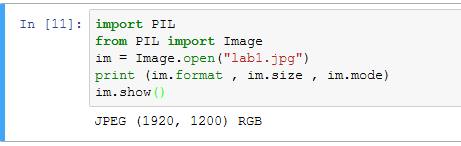 In [11]: import PIL
from PIL import Image
im = Image.open("lab1.jpg")
print (im.format , im.size , im.mode)
im.show()
JPEG (1920, 1200) RGB